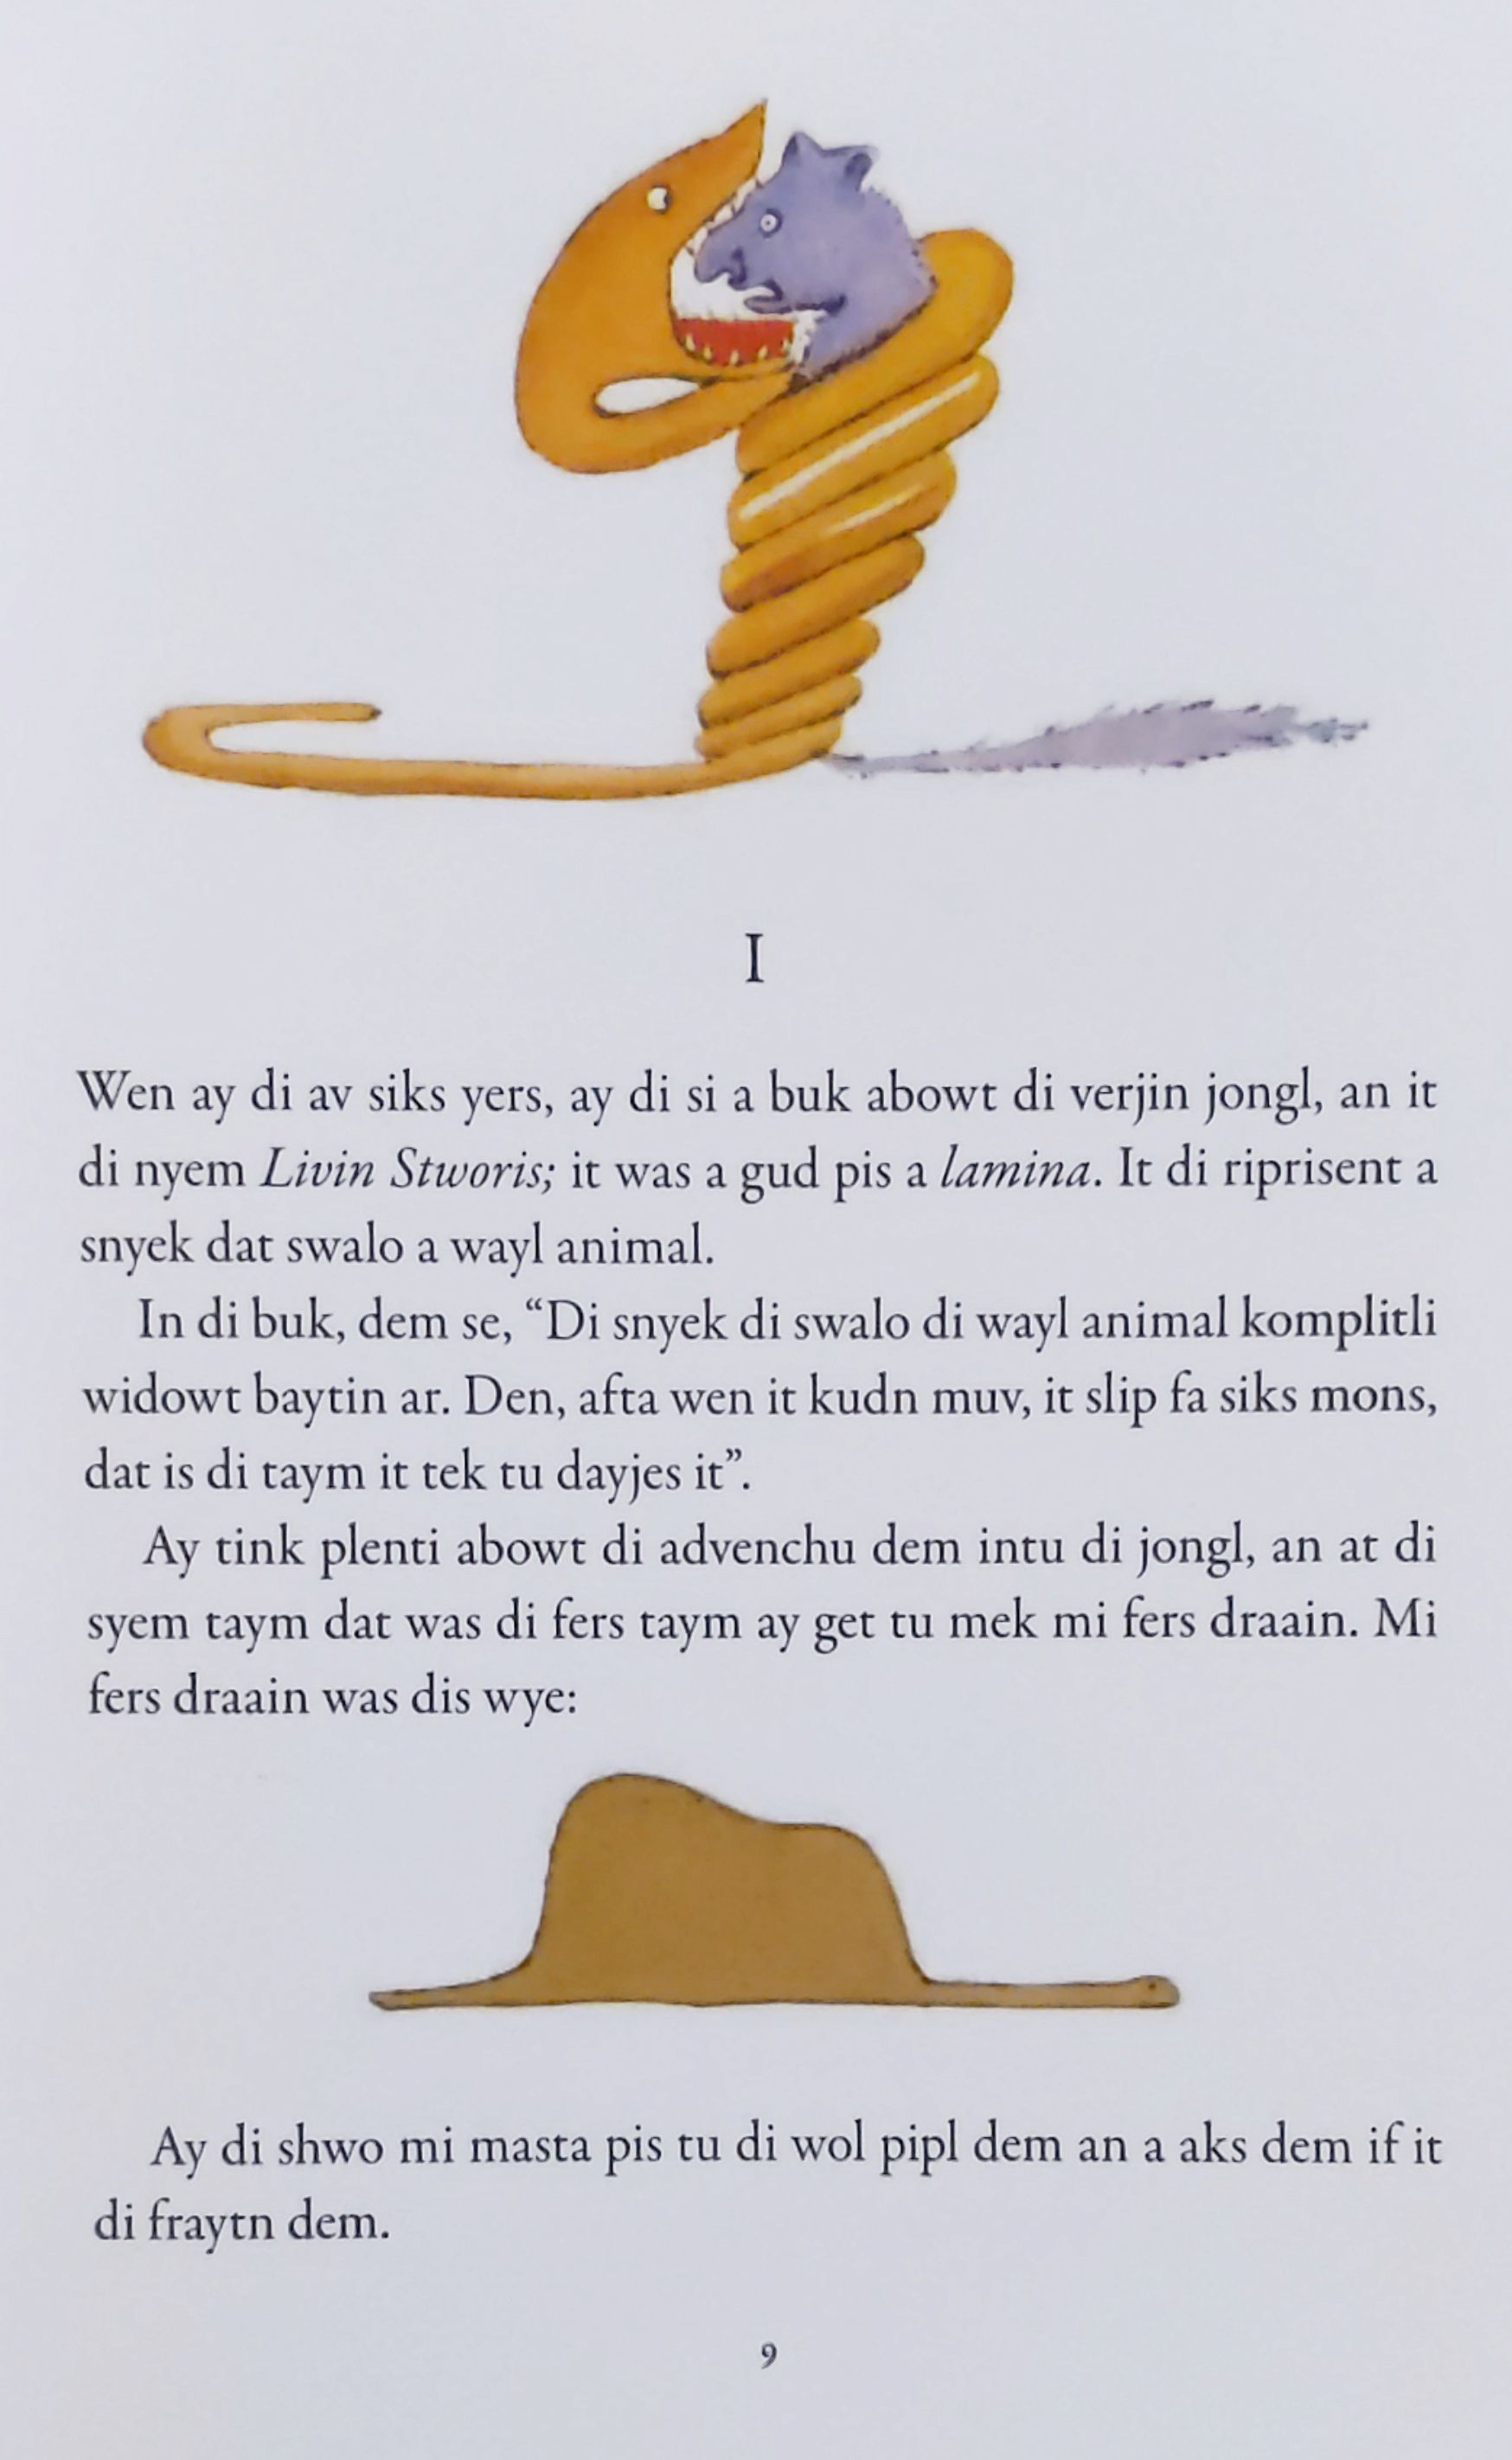 I
Wen ay di av siks yers, ay di si a buk abowt di verjin jongl, an it
di nyem Livin Stworis; it was a gud pis a lamina. It di riprisent a
snyek dat swalo a wayl animal.
In di buk, dem se, “Di snyek di swalo di wayl animal komplitli
widowt baytin ar. Den, afta wen it kudn muv, it slip fa siks mons,
dat is di taym it tek tu dayjes it”.
Ay tink plenti abowt di advenchu dem intu di jongl, an at di
syem taym dat was di fers taym ay get tu mek mi fers draain. Mi
fers draain was dis wye:
Ay di shwo mi masta pis tu di wol pipl dem an a aks dem if it
di fraytn dem.
9